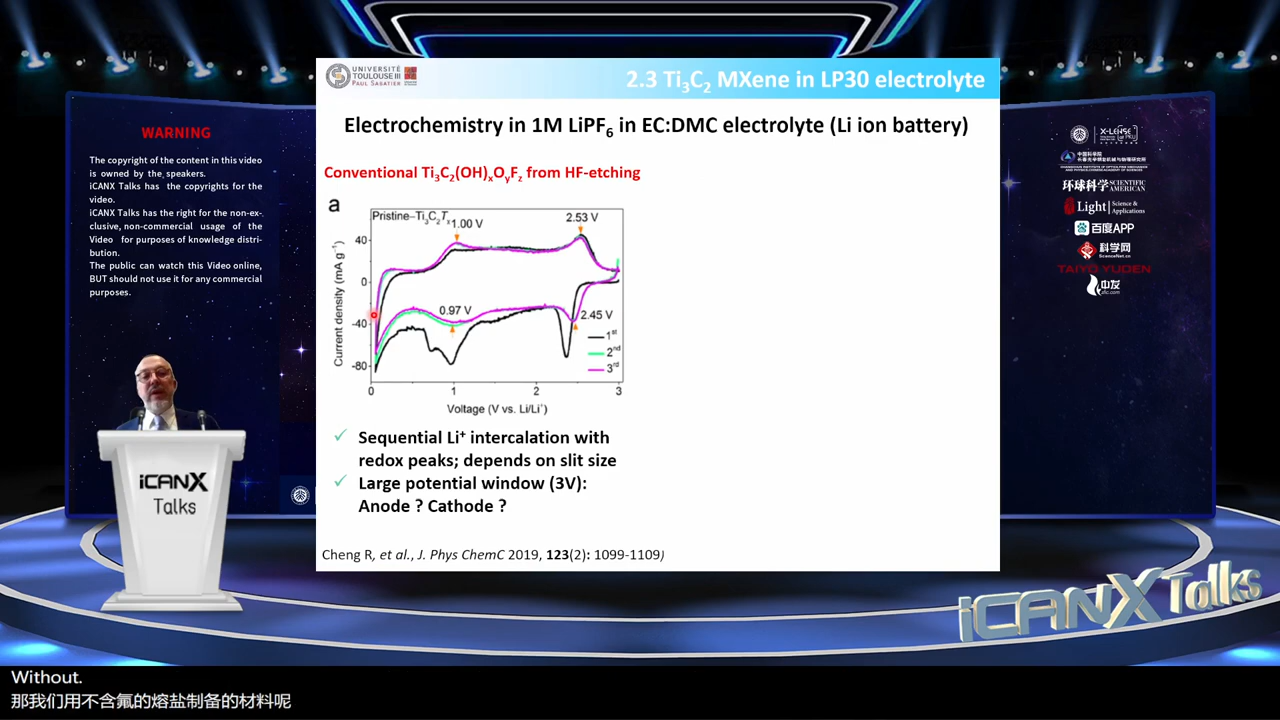 UNIVERSITÉ
TOULOUSE III
PAUL SABATIER
2.3 Ti3C2 MXene in LP30 electrolyte
Electrochemistry in 1M LiPF6 in EC:DMC electrolyte (Li ion battery)
Conventional Ti3C2(OH)xOyFz from HF-etching
a
Pristine–Ti3C2Tx
1.00 V
2.53 V
0.97 V
2.45 V
1st
2nd
3rd
40
0
-40
-80
Current density (mA g-1)
0 1 2 3
Voltage (V vs. Li/Li+)
✓ Sequential Li+ intercalation with
redox peaks; depends on slit size
✓ Large potential window (3V):
Anode ? Cathode ?
Cheng R, et al., J. Phys ChemC 2019, 123(2): 1099-1109)
WARNING
The copyright of the content in this video
is owned by the speakers.
iCANX Talks has the copyrights for the
video.
iCANX Talks has the right for the non-ex-
clusive, non-commercial usage of the
Video for purposes of knowledge distri-
bution.
The public can watch this Video online,
BUT should not use it for any commercial
purposes.
iCANX
Talks
X-LENSE
环球科学 SCIENTIFIC AMERICAN
Light Science & Applications
百度APP
科学网
ScienceNet.cn
TAIYO YUDEN
中友
iCANX Talks
Without.
那我们用不含氟的熔盐制备的材料呢